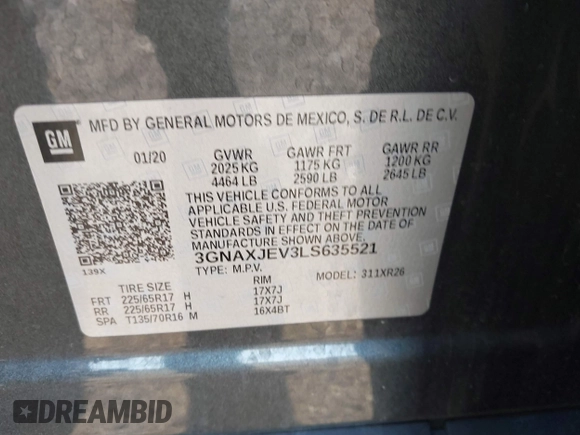 GM
MFD BY GENERAL MOTORS DE MEXICO, S. DE R.L. DE C.V.
01/20 GVWR GAWR FRT GAWR RR
2025 KG 1175 KG 1200 KG
4464 LB 2590 LB 2645 LB
THIS VEHICLE CONFORMS TO ALL
APPLICABLE U.S. FEDERAL MOTOR
VEHICLE SAFETY AND THEFT PREVENTION
STANDARDS IN EFFECT ON THE DATE OF
MANUFACTURE SHOWN ABOVE.
3GNAXJEV3LS635521
139X
TYPE: M.P.V. MODEL: 311XR26
TIRE SIZE RIM
FRT 225/65R17 H 17X7J
RR 225/65R17 H 17X7J
SPA T135/70R16 M 16X4BT
DREAMBID